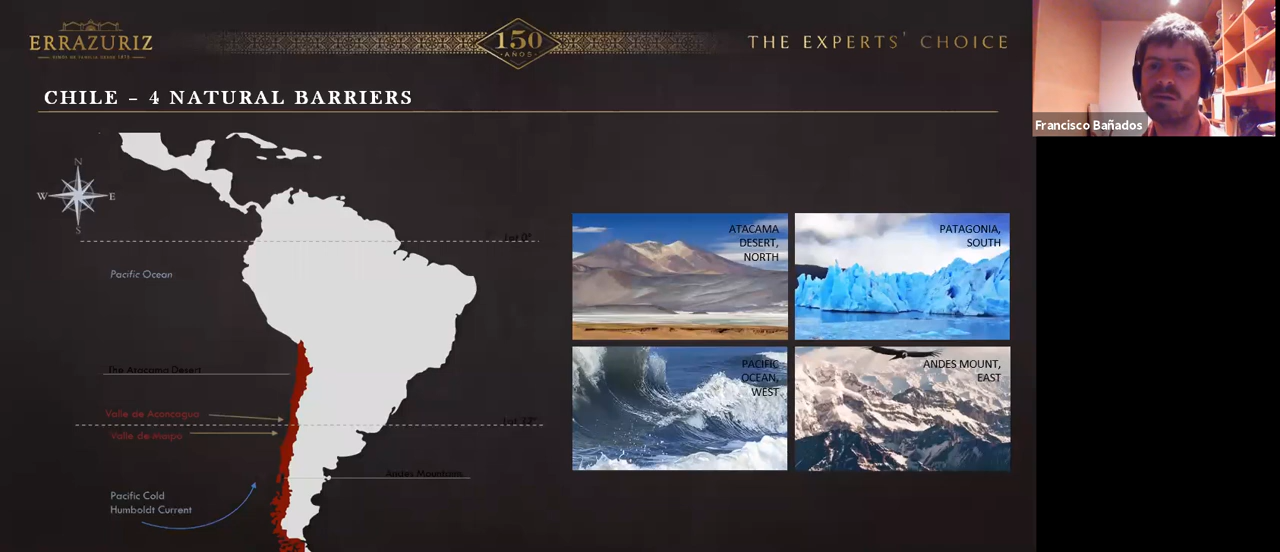 ERRAZURIZ
150
AÑOS
THE EXPERTS' CHOICE
CHILE – 4 NATURAL BARRIERS
N
W
E
S
Lat 0°
Pacific Ocean
The Atacama Desert
Valle de Aconcagua
Valle de Maipo
Andes Mountains
Pacific Cold
Humboldt Current
ATACAMA
DESERT,
NORTH
PATAGONIA,
SOUTH
PACIFIC
OCEAN,
WEST
ANDES MOUNT,
EAST
Francisco Bañados